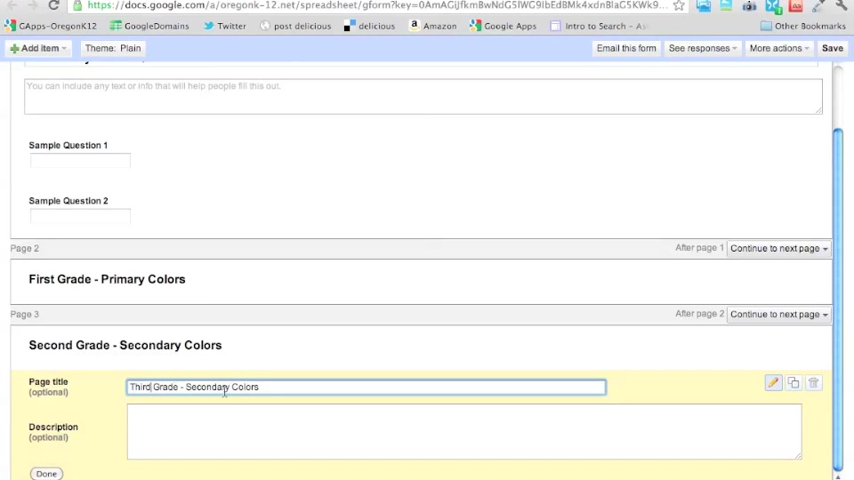 https://docs.google.com/a/oregonk-12.net/spreadsheet/gform?key=
GApps-OregonK12 GoogleDomains Twitter post delicious delicious Amazon Google Apps Intro to Search - As Other Bookmarks
Add item Theme: Plain Email this form See responses More actions Save
You can include any text or info that will help people fill this out.
Sample Question 1
Sample Question 2
Page 2 After page 1 Continue to next page
First Grade - Primary Colors
Page 3 After page 2 Continue to next page
Second Grade - Secondary Colors
Page title
(optional)
Third Grade - Secondary Colors
Description
(optional)
Done